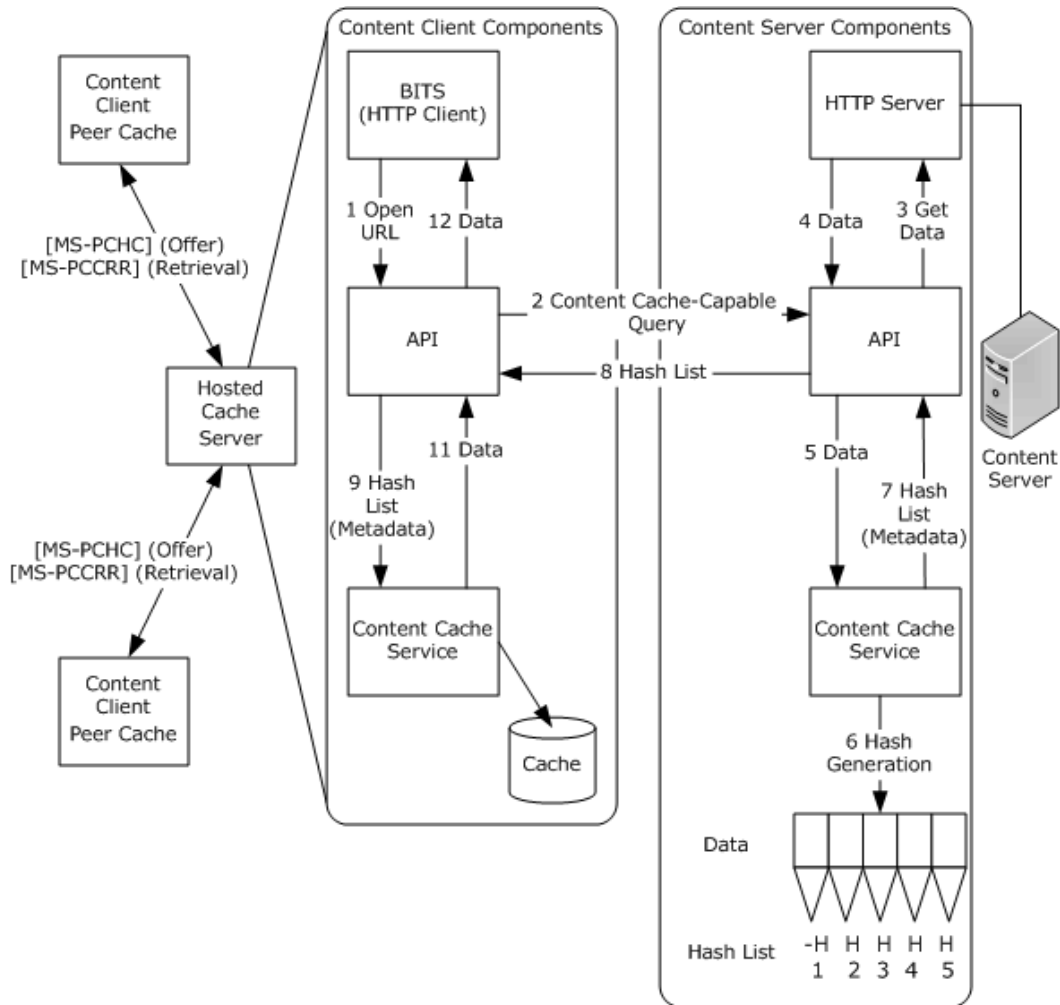 Content Client Components
Content Server Components
Content
Client
Peer Cache
BITS
(HTTP Client)
HTTP Server
1 Open
URL
12 Data
4 Data
3 Get
Data
[MS-PCHC] (Offer)
[MS-PCCRR] (Retrieval)
2 Content Cache-Capable
Query
API
API
8 Hash List
Hosted
Cache
Server
Content
Server
11 Data
5 Data
9 Hash
List
(Metadata)
7 Hash
List
(Metadata)
[MS-PCHC] (Offer)
[MS-PCCRR] (Retrieval)
Content Cache
Service
Content Cache
Service
Content
Client
Peer Cache
Cache
6 Hash
Generation
Data
Hash List
-H H H H H
1 2 3 4 5